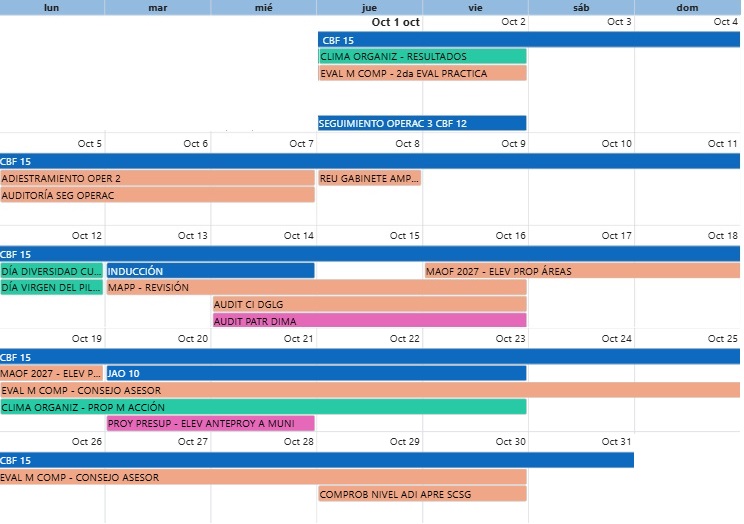 lun mar mié jue vie sáb dom
Oct 1 oct Oct 2 Oct 3 Oct 4
CBF 15
CLIMA ORGANIZ - RESULTADOS
EVAL M COMP - 2da EVAL PRACTICA
SEGUIMIENTO OPERAC 3 CBF 12
Oct 5 Oct 6 Oct 7 Oct 8 Oct 9 Oct 10 Oct 11
CBF 15
ADIESTRAMIENTO OPER 2 REU GABINETE AMP...
AUDITORÍA SEG OPERAC
Oct 12 Oct 13 Oct 14 Oct 15 Oct 16 Oct 17 Oct 18
CBF 15
DÍA DIVERSIDAD CU... INDUCCIÓN MAOF 2027 - ELEV PROP ÁREAS
DÍA VIRGEN DEL PIL... MAPP - REVISIÓN
AUDIT CI DGLG
AUDIT PATR DIMA
Oct 19 Oct 20 Oct 21 Oct 22 Oct 23 Oct 24 Oct 25
CBF 15
MAOF 2027 - ELEV P... JAO 10
EVAL M COMP - CONSEJO ASESOR
CLIMA ORGANIZ - PROP M ACCIÓN
PROY PRESUP - ELEV ANTEPROY A MUNI
Oct 26 Oct 27 Oct 28 Oct 29 Oct 30 Oct 31
CBF 15
EVAL M COMP - CONSEJO ASESOR
COMPROB NIVEL ADI APRE SCSG